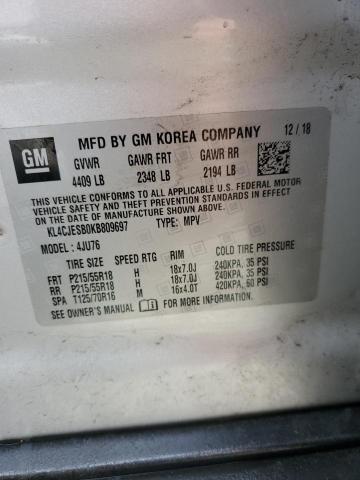 GM
MFD BY GM KOREA COMPANY 12/18
GVWR GAWR FRT GAWR RR
4409 LB 2348 LB 2194 LB
THIS VEHICLE CONFORMS TO ALL APPLICABLE U.S. FEDERAL MOTOR
VEHICLE SAFETY AND THEFT PREVENTION STANDARDS IN EFFECT
ON THE DATE OF MANUFACTURE SHOWN ABOVE.
KL4CJESB0KB809697 TYPE: MPV
MODEL: 4JU76
TIRE SIZE SPEED RTG RIM COLD TIRE PRESSURE
FRT P215/55R18 H 18x7.0J 240KPA, 35 PSI
RR P215/55R18 H 18x7.0J 240KPA, 35 PSI
SPA T125/70R16 M 16x4.0T 420KPA, 60 PSI
SEE OWNER'S MANUAL FOR ADDITIONAL INFORMATION.